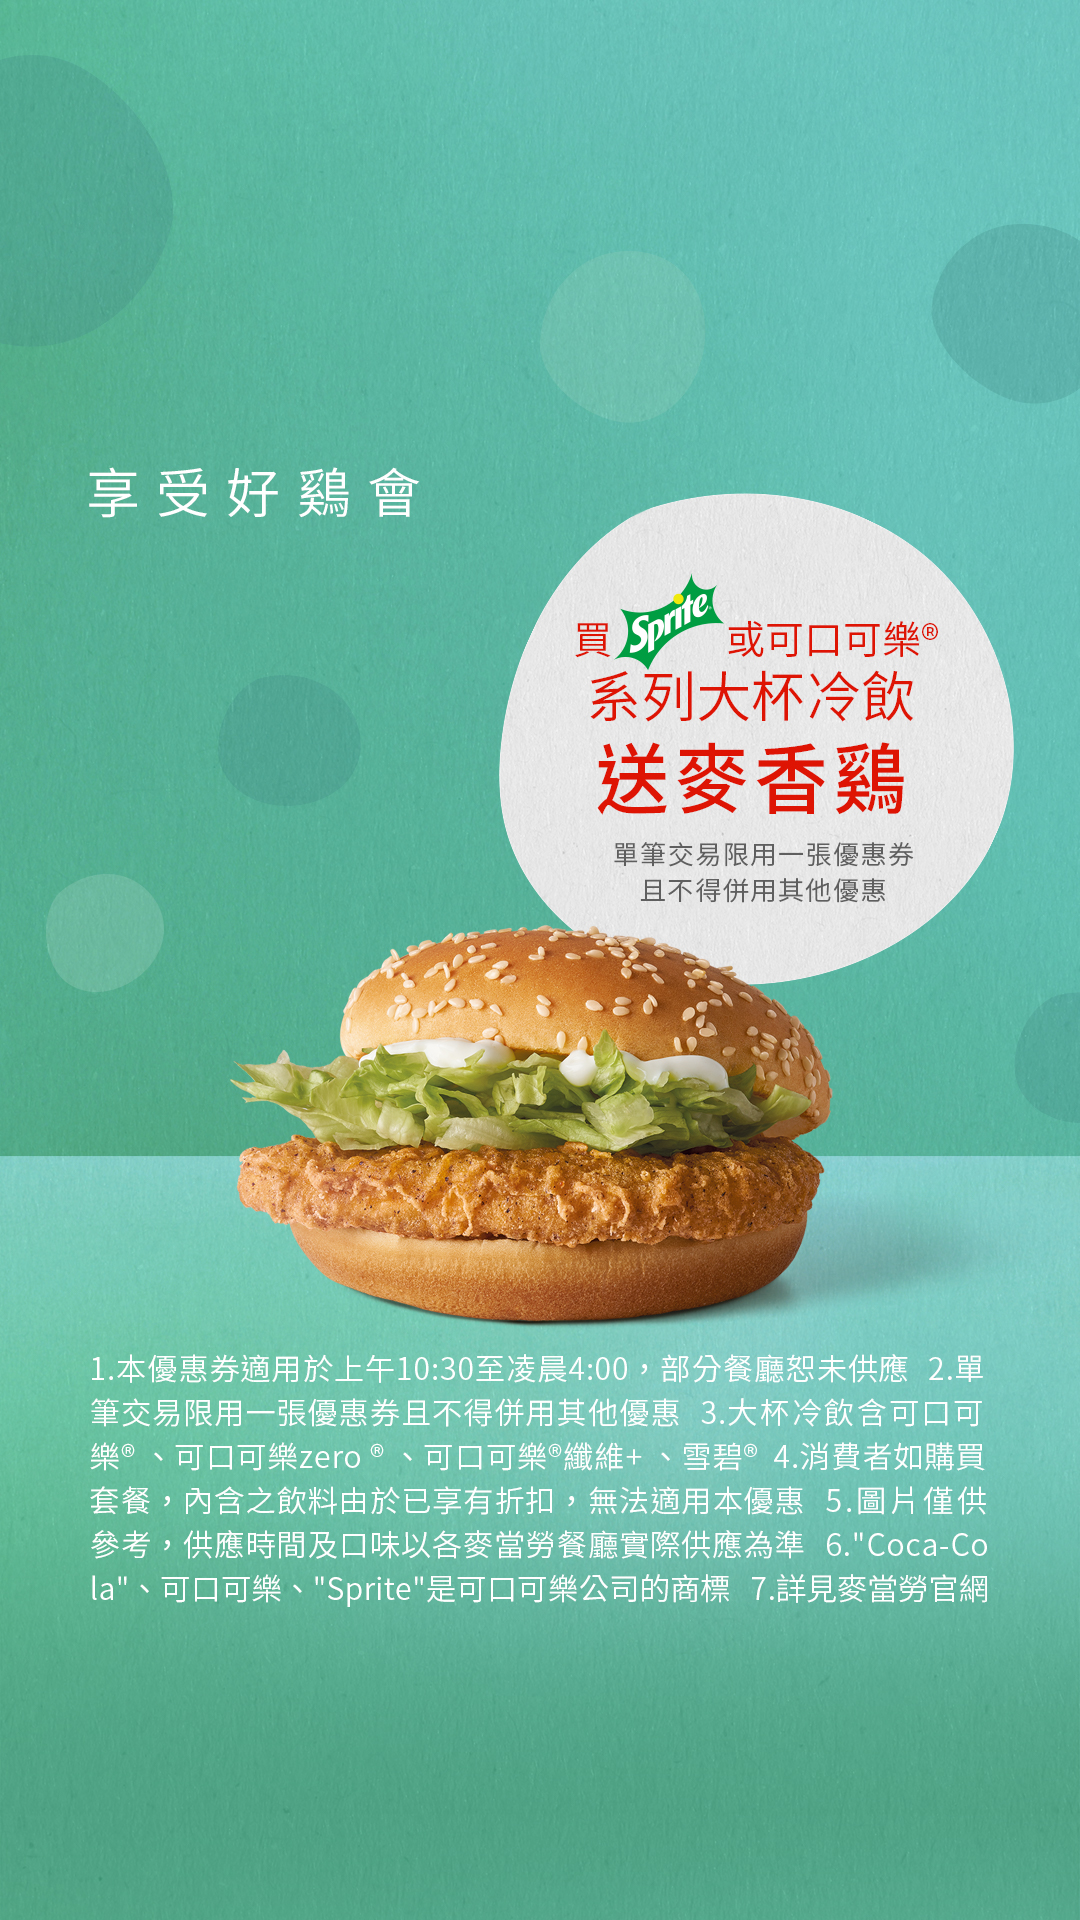 享受好鷄會
買 Sprite 或可口可樂®
系列大杯冷飲
送麥香鷄
單筆交易限用一張優惠券
且不得併用其他優惠
1.本優惠券適用於上午10:30至凌晨4:00，部分餐廳恕未供應 2.單
筆交易限用一張優惠券且不得併用其他優惠 3.大杯冷飲含可口可
樂® 、可口可樂zero ® 、可口可樂®纖維+ 、雪碧® 4.消費者如購買
套餐，內含之飲料由於已享有折扣，無法適用本優惠 5.圖片僅供
參考，供應時間及口味以各麥當勞餐廳實際供應為準 6."Coca-Co
la"、可口可樂、"Sprite"是可口可樂公司的商標 7.詳見麥當勞官網